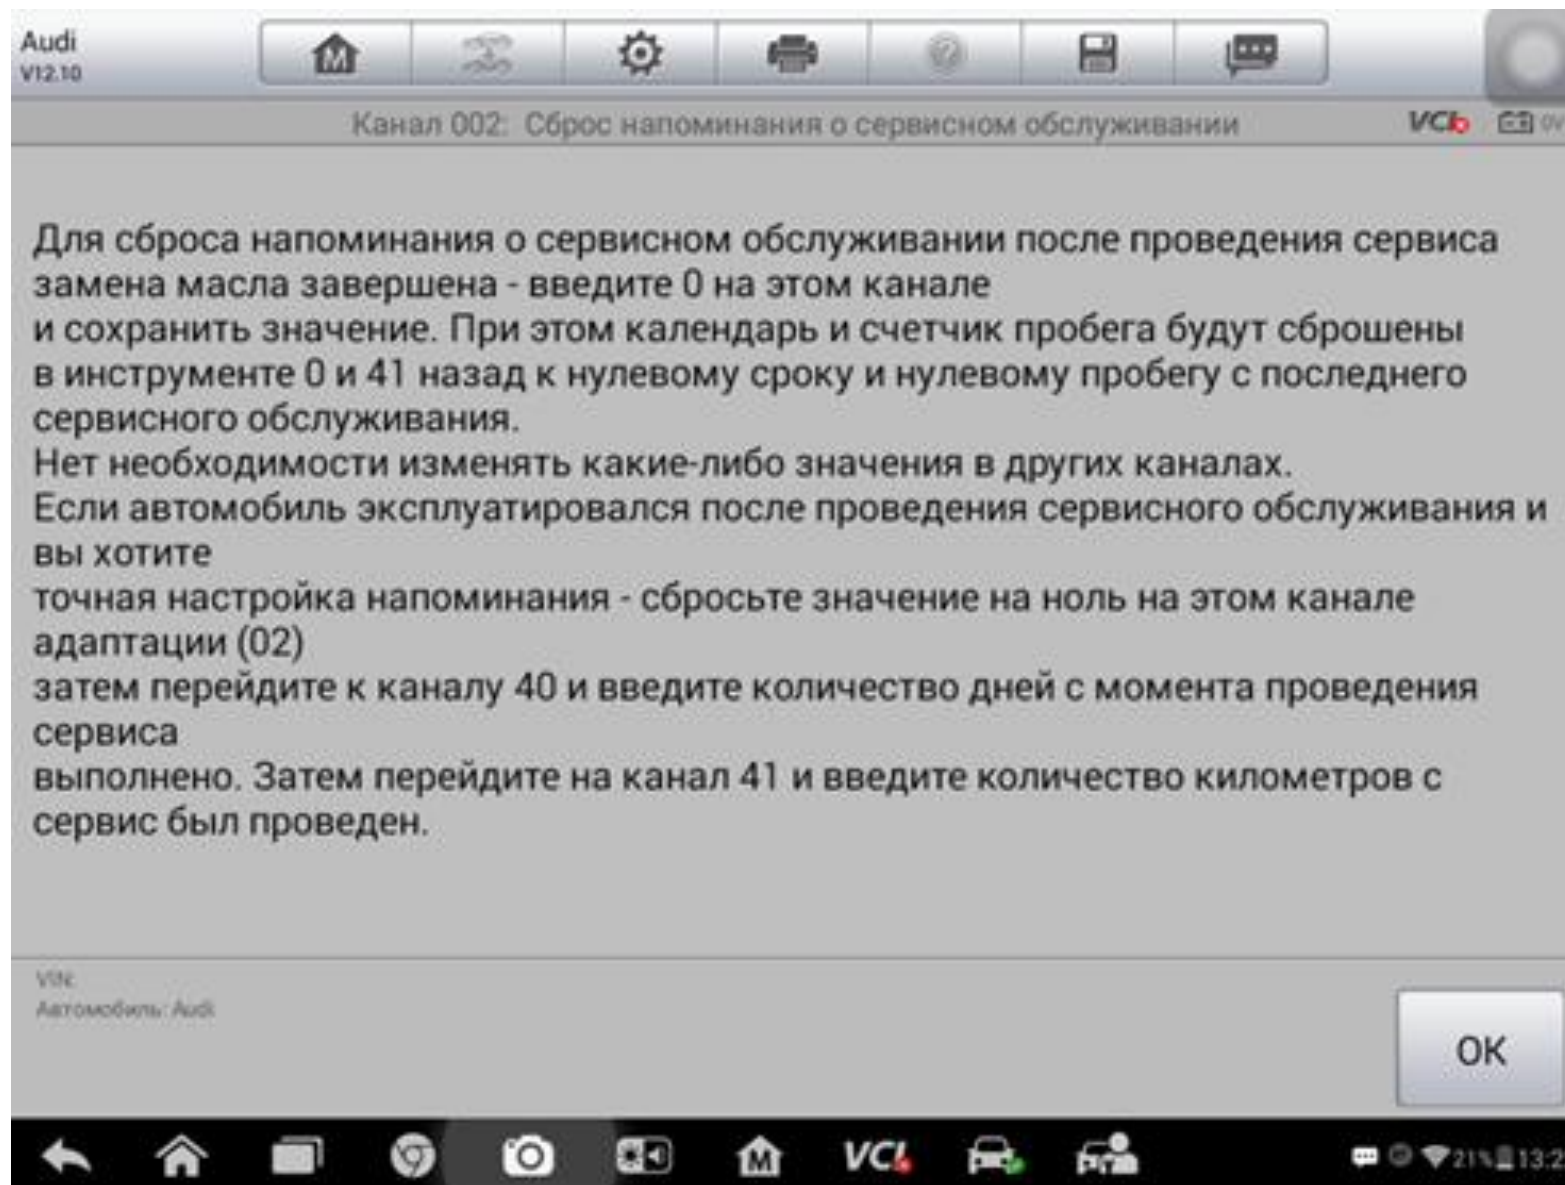 Audi
V12.10
M
Канал 002: Сброс напоминания о сервисном обслуживании
VCI
0V
Для сброса напоминания о сервисном обслуживании после проведения сервиса
замена масла завершена - введите 0 на этом канале
и сохранить значение. При этом календарь и счетчик пробега будут сброшены
в инструменте 0 и 41 назад к нулевому сроку и нулевому пробегу с последнего
сервисного обслуживания.
Нет необходимости изменять какие-либо значения в других каналах.
Если автомобиль эксплуатировался после проведения сервисного обслуживания и
вы хотите
точная настройка напоминания - сбросьте значение на ноль на этом канале
адаптации (02)
затем перейдите к каналу 40 и введите количество дней с момента проведения
сервиса
выполнено. Затем перейдите на канал 41 и введите количество километров с
сервис был проведен.
VIN:
Автомобиль: Audi
OK
M
VCI
21%
13:2